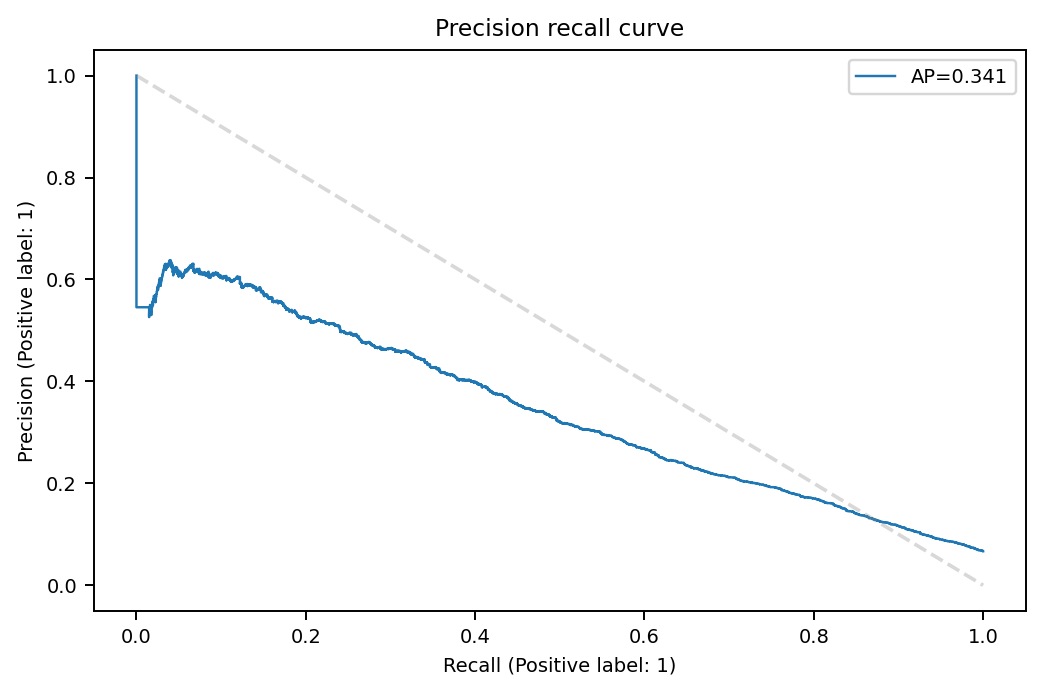 Precision recall curve
AP=0.341
1.0
0.8
0.6
0.4
0.2
0.0
Precision (Positive label: 1)
0.0 0.2 0.4 0.6 0.8 1.0
Recall (Positive label: 1)